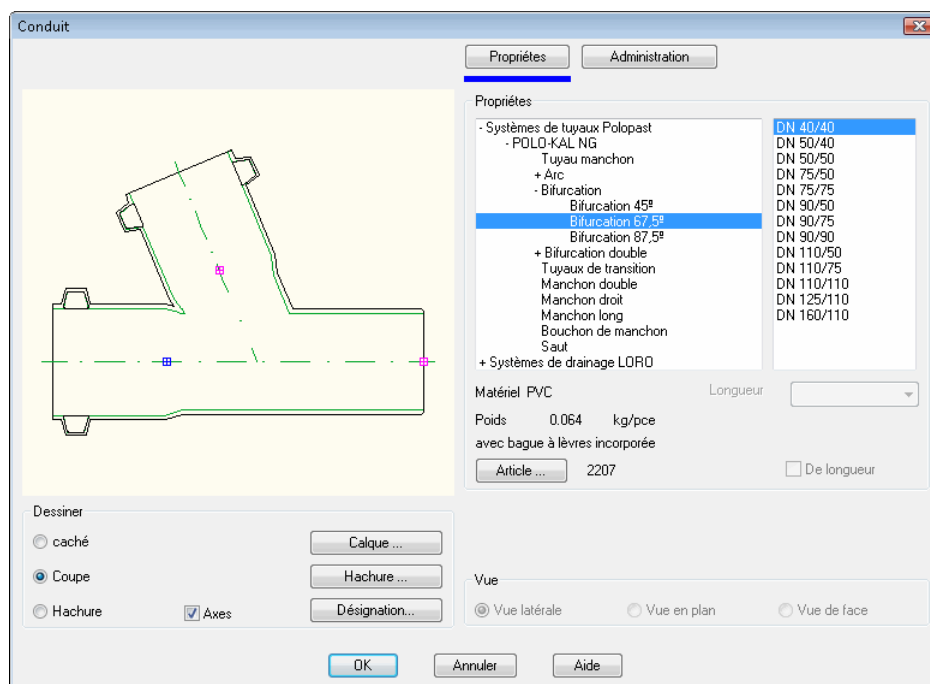 Conduit
Propriétes
Administration
Propriétes
- Systèmes de tuyaux Polopast
- POLO-KAL NG
Tuyau manchon
+ Arc
- Bifurcation
Bifurcation 45º
Bifurcation 67,5º
Bifurcation 87,5º
+ Bifurcation double
Tuyaux de transition
Manchon double
Manchon droit
Manchon long
Bouchon de manchon
Saut
+ Systèmes de drainage LORO
DN 40/40
DN 50/40
DN 50/50
DN 75/50
DN 75/75
DN 90/50
DN 90/75
DN 90/90
DN 110/50
DN 110/75
DN 110/110
DN 125/110
DN 160/110
Matériel PVC
Longueur
Poids 0.064 kg/pce
avec bague à lèvres incorporée
Article ... 2207
De longueur
Dessiner
caché
Calque ...
Coupe
Hachure ...
Hachure
Axes
Désignation...
Vue
Vue latérale
Vue en plan
Vue de face
OK
Annuler
Aide